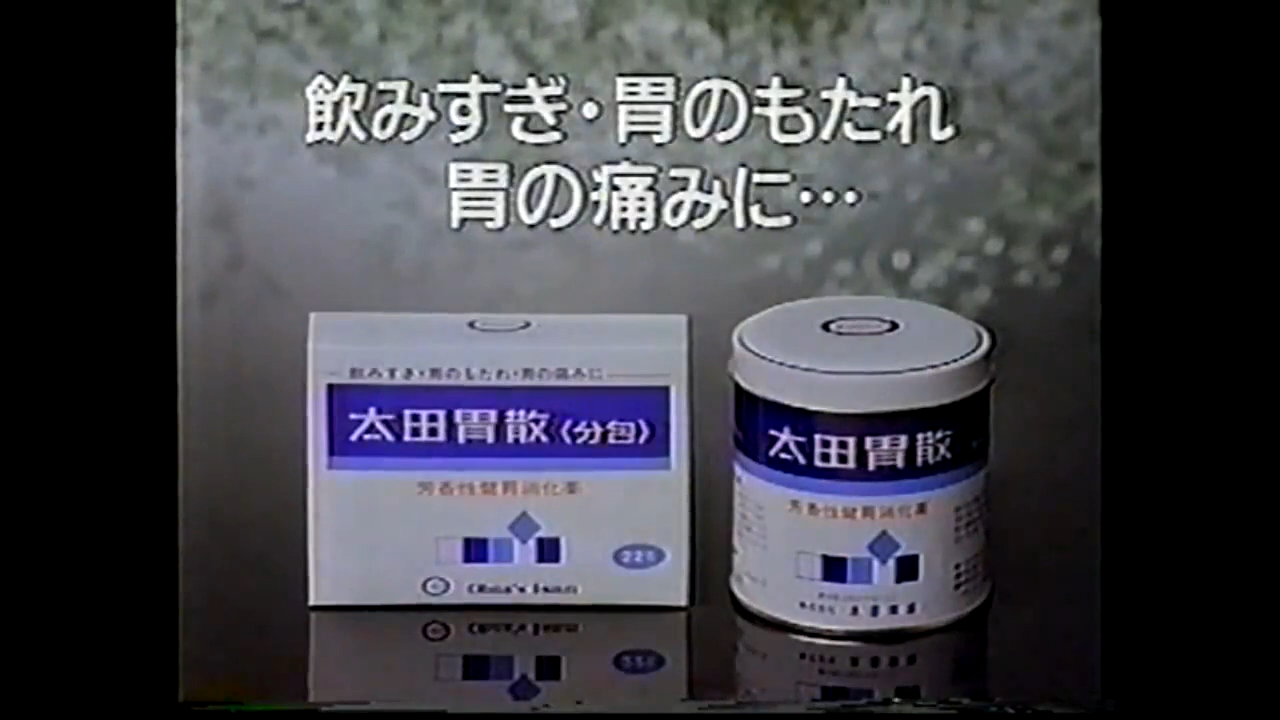 飲みすぎ・胃のもたれ
胃の痛みに…
飲みすぎ・胃のもたれ・胃の痛みに
太田胃散〈分包〉
芳香性健胃消化薬
太田胃散
芳香性健胃消化薬